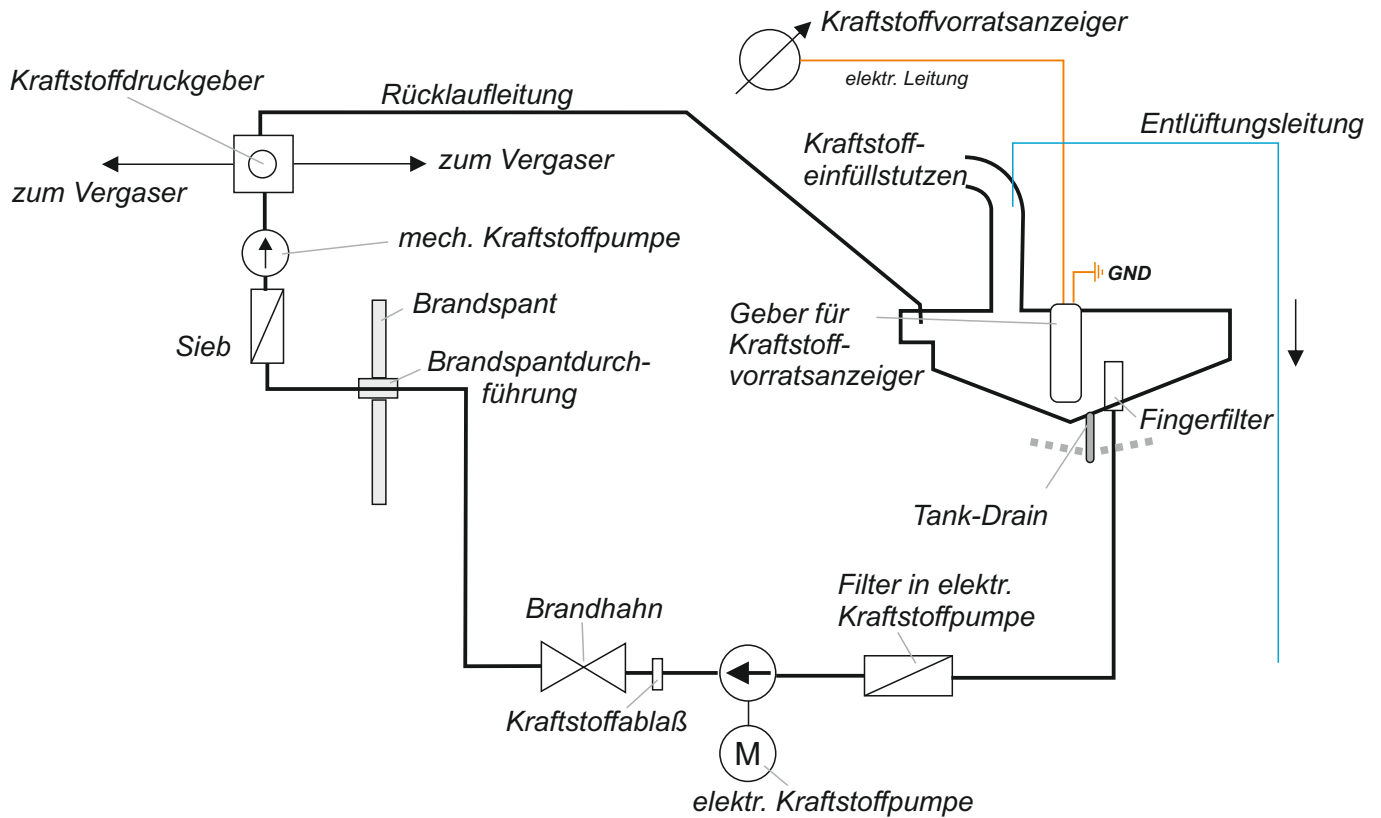 Kraftstoffvorratsanzeiger
elektr. Leitung
Kraftstoffdruckgeber
Rücklaufleitung
Entlüftungsleitung
Kraftstoff-
einfüllstutzen
zum Vergaser
zum Vergaser
mech. Kraftstoffpumpe
GND
Brandspant
Geber für
Kraftstoff-
vorratsanzeiger
Sieb
Brandspantdurch-
führung
Fingerfilter
Tank-Drain
Filter in elektr.
Kraftstoffpumpe
Brandhahn
Kraftstoffablaß
M
elektr. Kraftstoffpumpe